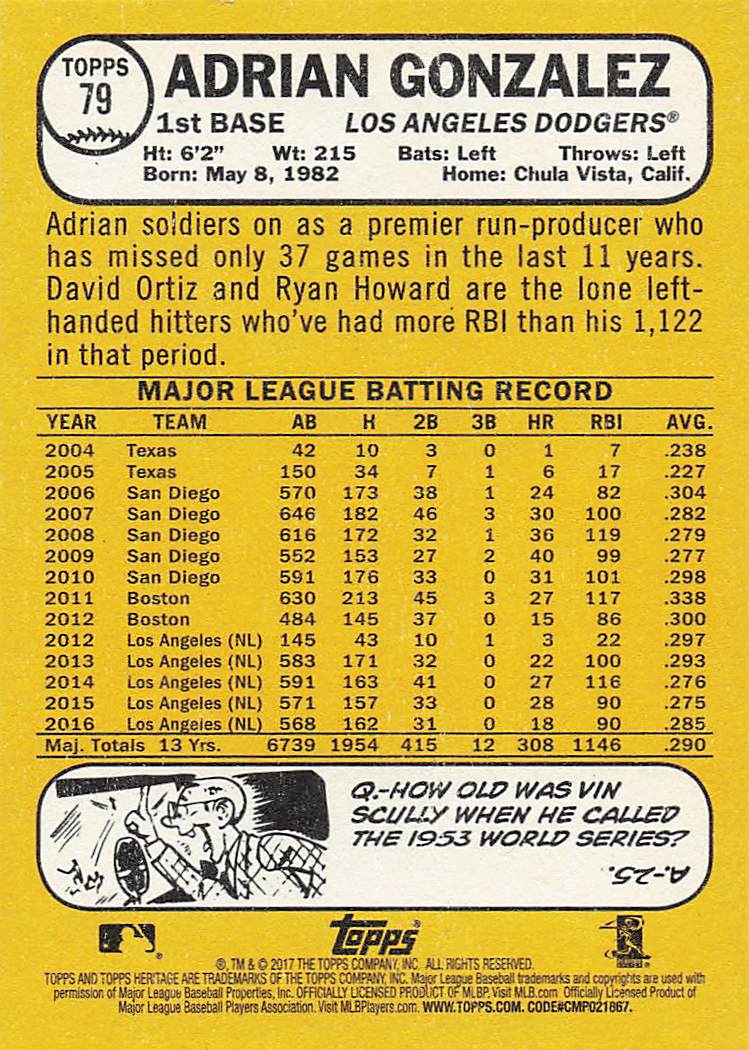 TOPPS
79
ADRIAN GONZALEZ
1st BASE LOS ANGELES DODGERS®
Ht: 6'2" Wt: 215 Bats: Left Throws: Left
Born: May 8, 1982 Home: Chula Vista, Calif.
Adrian soldiers on as a premier run-producer who
has missed only 37 games in the last 11 years.
David Ortiz and Ryan Howard are the lone left-
handed hitters who've had more RBI than his 1,122
in that period.
MAJOR LEAGUE BATTING RECORD
YEAR TEAM AB H 2B 3B HR RBI AVG.
2004 Texas 42 10 3 0 1 7 .238
2005 Texas 150 34 7 1 6 17 .227
2006 San Diego 570 173 38 1 24 82 .304
2007 San Diego 646 182 46 3 30 100 .282
2008 San Diego 616 172 32 1 36 119 .279
2009 San Diego 552 153 27 2 40 99 .277
2010 San Diego 591 176 33 0 31 101 .298
2011 Boston 630 213 45 3 27 117 .338
2012 Boston 484 145 37 0 15 86 .300
2012 Los Angeles (NL) 145 43 10 1 3 22 .297
2013 Los Angeles (NL) 583 171 32 0 22 100 .293
2014 Los Angeles (NL) 591 163 41 0 27 116 .276
2015 Los Angeles (NL) 571 157 33 0 28 90 .275
2016 Los Angeles (NL) 568 162 31 0 18 90 .285
Maj. Totals 13 Yrs. 6739 1954 415 12 308 1146 .290
Q.-HOW OLD WAS VIN
SCULLY WHEN HE CALLED
THE 1953 WORLD SERIES?
A.-25.
topps®
®, TM & © 2017 THE TOPPS COMPANY, INC. ALL RIGHTS RESERVED.
TOPPS AND TOPPS HERITAGE ARE TRADEMARKS OF THE TOPPS COMPANY, INC. Major League Baseball trademarks and copyrights are used with
permission of Major League Baseball Properties, Inc. OFFICIALLY LICENSED PRODUCT OF MLBP. Visit MLB.com Officially Licensed Product of
Major League Baseball Players Association. Visit MLBPlayers.com. WWW.TOPPS.COM. CODE#CMP021867.